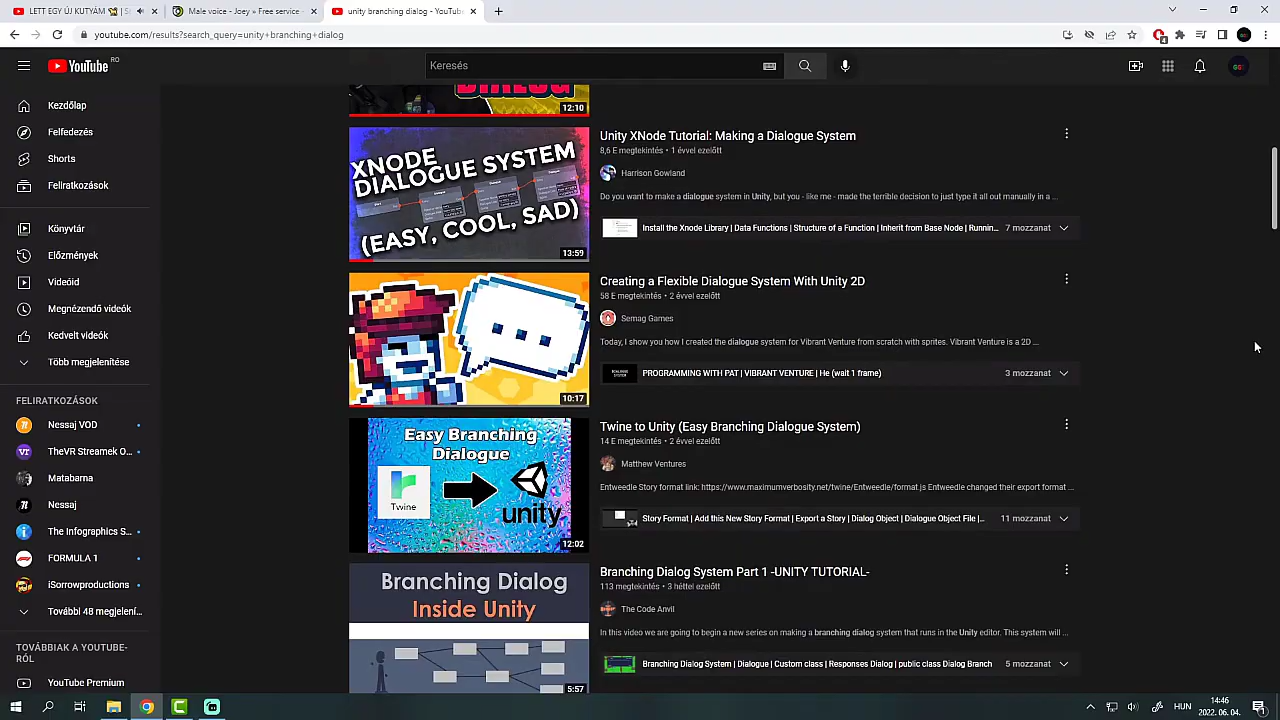 LETT EGY ÚJ KUTYÁM
Male voice - Joey » Free service -
unity branching dialog - YouTube
youtube.com/results?search_query=unity+branching+dialog
4
YouTube RO
Keresés
GGT
Kezdőlap
Felfedezés
Shorts
Feliratkozások
Könyvtár
Előzmények
Videóid
Megnézendő videók
Kedvelt videók
Több megjelenítése
FELIRATKOZÁSOK
Nessaj VOD
TheVR Streamek O...
Matabarna
Nessaj
The Infographics S...
FORMULA 1
iSorrowproductions
További 48 megjelení...
TOVÁBBIAK A YOUTUBE-
RÓL
YouTube Premium
12:10
XNODE
DIALOGUE SYSTEM
(EASY, COOL, SAD)
13:59
Unity XNode Tutorial: Making a Dialogue System
8,6 E megtekintés • 1 évvel ezelőtt
Harrison Gowland
Do you want to make a dialogue system in Unity, but you - like me - made the terrible decision to just type it all out manually in a ...
Install the Xnode Library | Data Functions | Structure of a Function | Inherit from Base Node | Runnin...
7 mozzanat
10:17
Creating a Flexible Dialogue System With Unity 2D
58 E megtekintés • 2 évvel ezelőtt
Semag Games
Today, I show you how I created the dialogue system for Vibrant Venture from scratch with sprites. Vibrant Venture is a 2D ...
PROGRAMMING WITH PAT | VIBRANT VENTURE | He (wait 1 frame)
3 mozzanat
Easy Branching
Dialogue
Twine
unity
12:02
Twine to Unity (Easy Branching Dialogue System)
14 E megtekintés • 2 évvel ezelőtt
Matthew Ventures
Entweedle Story format link: https://www.maximumverbosity.net/twine/Entweedle/format.js Entweedle changed their export format ...
Story Format | Add this New Story Format | Export a Story | Dialog Object | Dialogue Object File |...
11 mozzanat
Branching Dialog
Inside Unity
5:57
Branching Dialog System Part 1 -UNITY TUTORIAL-
113 megtekintés • 3 héttel ezelőtt
The Code Anvil
In this video we are going to begin a new series on making a branching dialog system that runs in the Unity editor. This system will ...
Branching Dialog System | Dialogue | Custom class | Responses Dialog | public class Dialog Branch
5 mozzanat
HUN
14:46
2022. 06. 04.